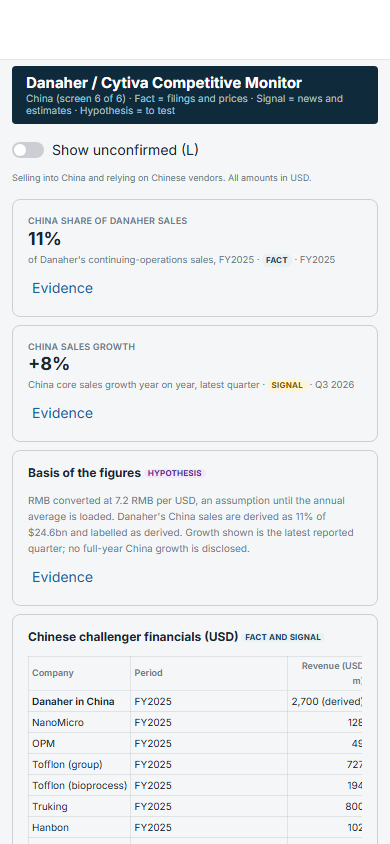 Danaher / Cytiva Competitive Monitor
China (screen 6 of 6) · Fact = filings and prices · Signal = news and
estimates · Hypothesis = to test
Show unconfirmed (L)
Selling into China and relying on Chinese vendors. All amounts in USD.
CHINA SHARE OF DANAHER SALES
11%
of Danaher's continuing-operations sales, FY2025 · FACT · FY2025
Evidence
CHINA SALES GROWTH
+8%
China core sales growth year on year, latest quarter · SIGNAL · Q3 2026
Evidence
Basis of the figures HYPOTHESIS
RMB converted at 7.2 RMB per USD, an assumption until the annual
average is loaded. Danaher's China sales are derived as 11% of
$24.6bn and labelled as derived. Growth shown is the latest reported
quarter; no full-year China growth is disclosed.
Evidence
Chinese challenger financials (USD) FACT AND SIGNAL
Company Period Revenue (USD
m)
Danaher in China FY2025 2,700 (derived)
NanoMicro FY2025 128
OPM FY2025 49
Tofflon (group) FY2025 727
Tofflon (bioprocess) FY2025 194
Truking FY2025 800
Hanbon FY2025 102